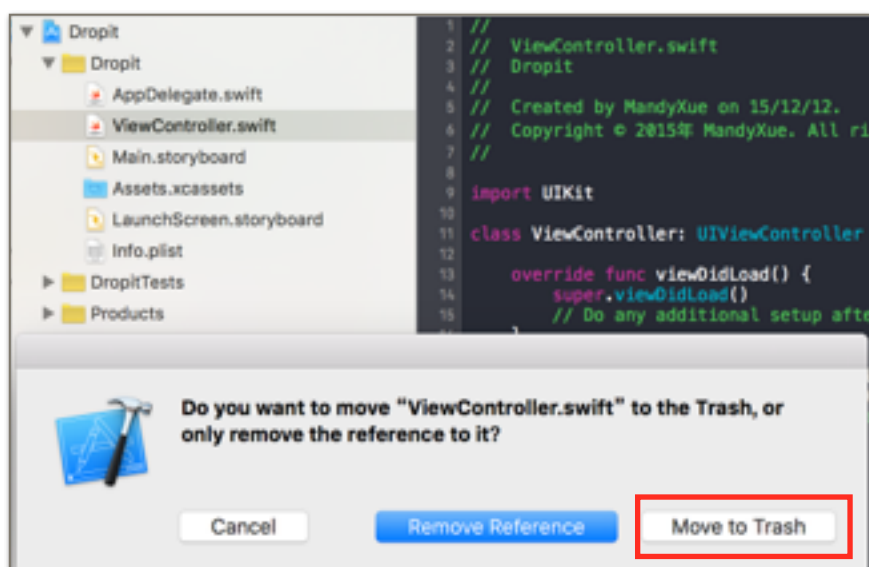 Dropit
Dropit
AppDelegate.swift
ViewController.swift
Main.storyboard
Assets.xcassets
LaunchScreen.storyboard
Info.plist
DropitTests
Products
1 //
2 // ViewController.swift
3 // Dropit
4 //
5 // Created by MandyXue on 15/12/12.
6 // Copyright © 2015年 MandyXue. All ri
7 //
8
9 import UIKit
10
11 class ViewController: UIViewController
12
13 override func viewDidLoad() {
14 super.viewDidLoad()
15 // Do any additional setup afte
Do you want to move “ViewController.swift” to the Trash, or
only remove the reference to it?
Cancel
Remove Reference
Move to Trash